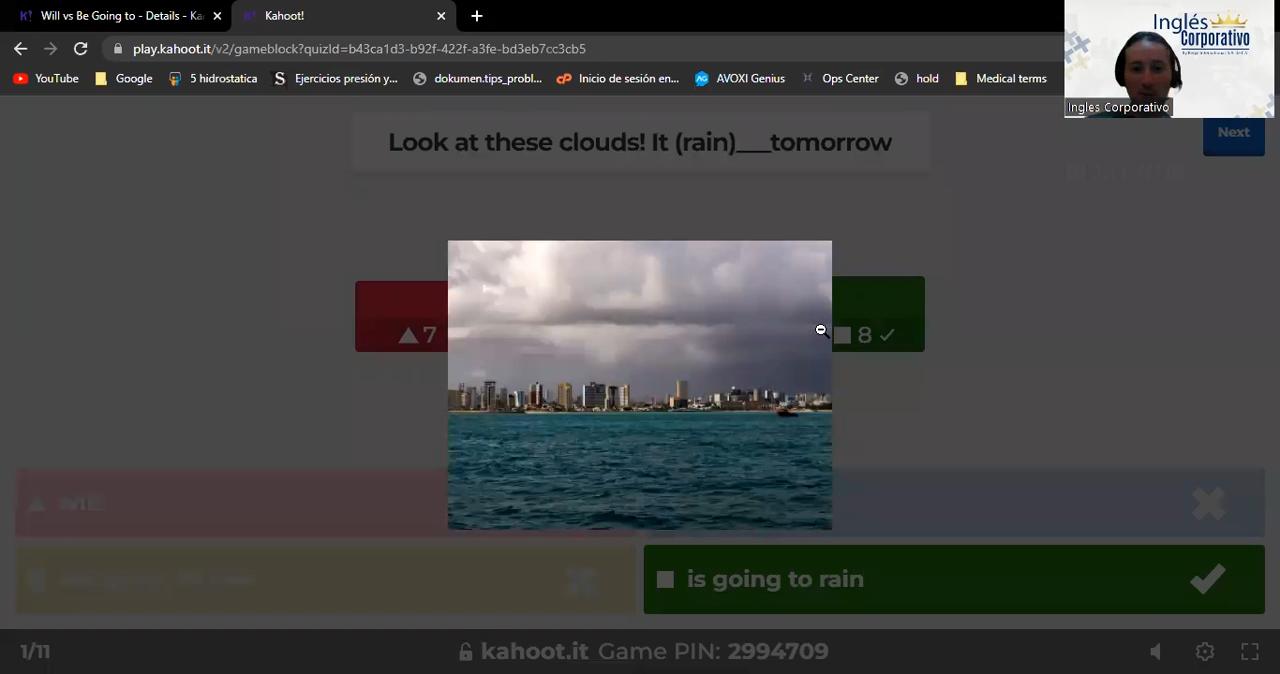 Will vs Be Going to - Details - Ka
Kahoot!
play.kahoot.it/v2/gameblock?quizId=b43ca1d3-b92f-422f-a3fe-bd3eb7cc3cb5
YouTube
Google
5 hidrostatica
Ejercicios presión y...
dokumen.tips_probl...
Inicio de sesión en...
AVOXI Genius
Ops Center
hold
Medical terms
Inglés
Corporativo
Ingles Corporativo
Next
Look at these clouds! It (rain)___tomorrow
7
8
is going to rain
1/11
kahoot.it Game PIN: 2994709